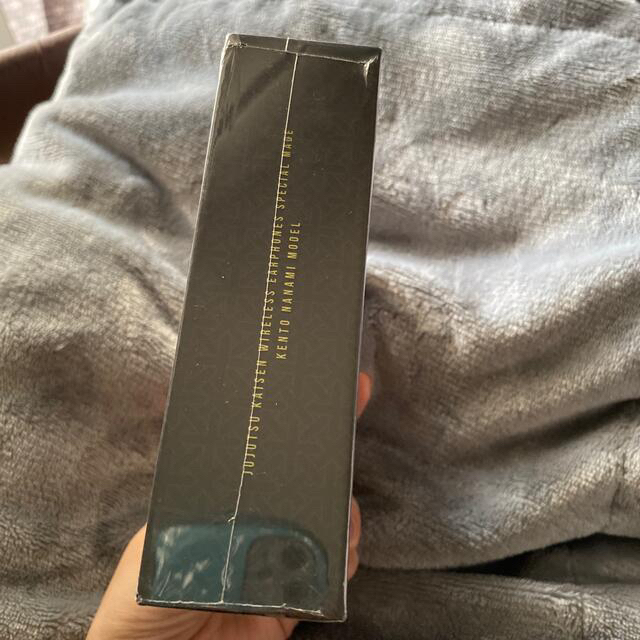 JUJUTSU KAISEN WIRELESS EARPHONES SPECIAL MADE
KENTO NANAMI MODEL